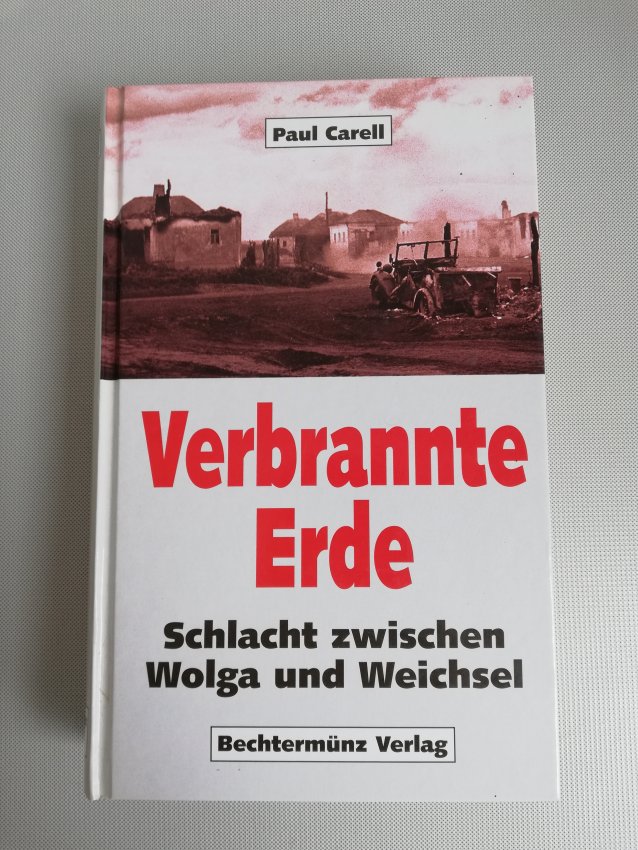 Paul Carell
Verbrannte
Erde
Schlacht zwischen
Wolga und Weichsel
Bechtermünz Verlag